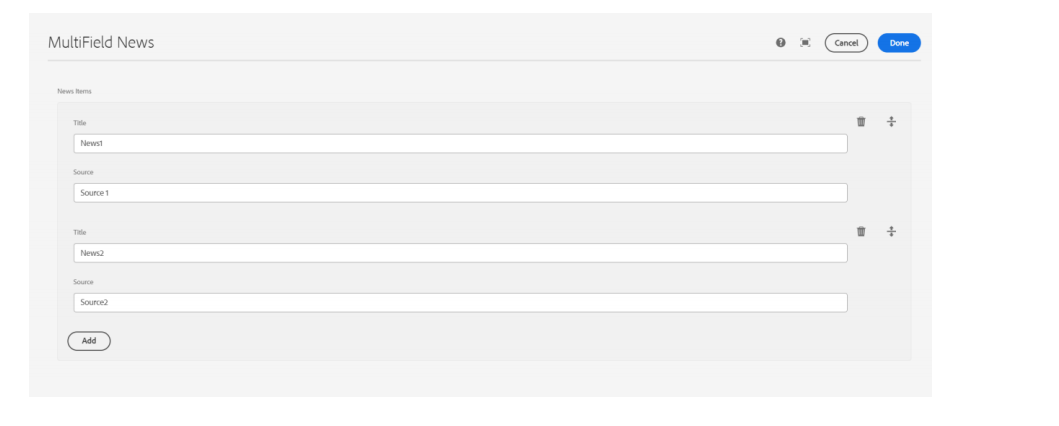 MultiField News
Cancel
Done
News Items
Title
News1
Source
Source 1
Title
News2
Source
Source2
Add